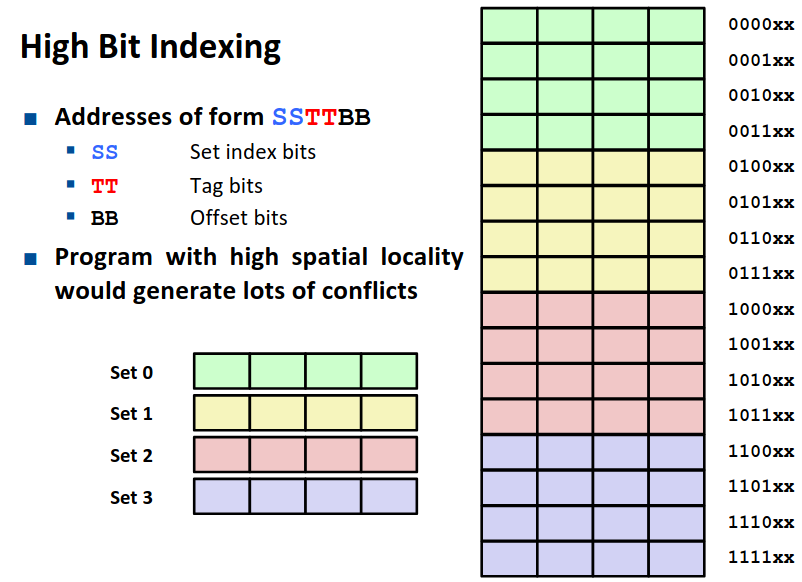 High Bit Indexing
Addresses of form SSTTBB
SS Set index bits
TT Tag bits
BB Offset bits
Program with high spatial locality
would generate lots of conflicts
Set 0
Set 1
Set 2
Set 3
0000xx
0001xx
0010xx
0011xx
0100xx
0101xx
0110xx
0111xx
1000xx
1001xx
1010xx
1011xx
1100xx
1101xx
1110xx
1111xx